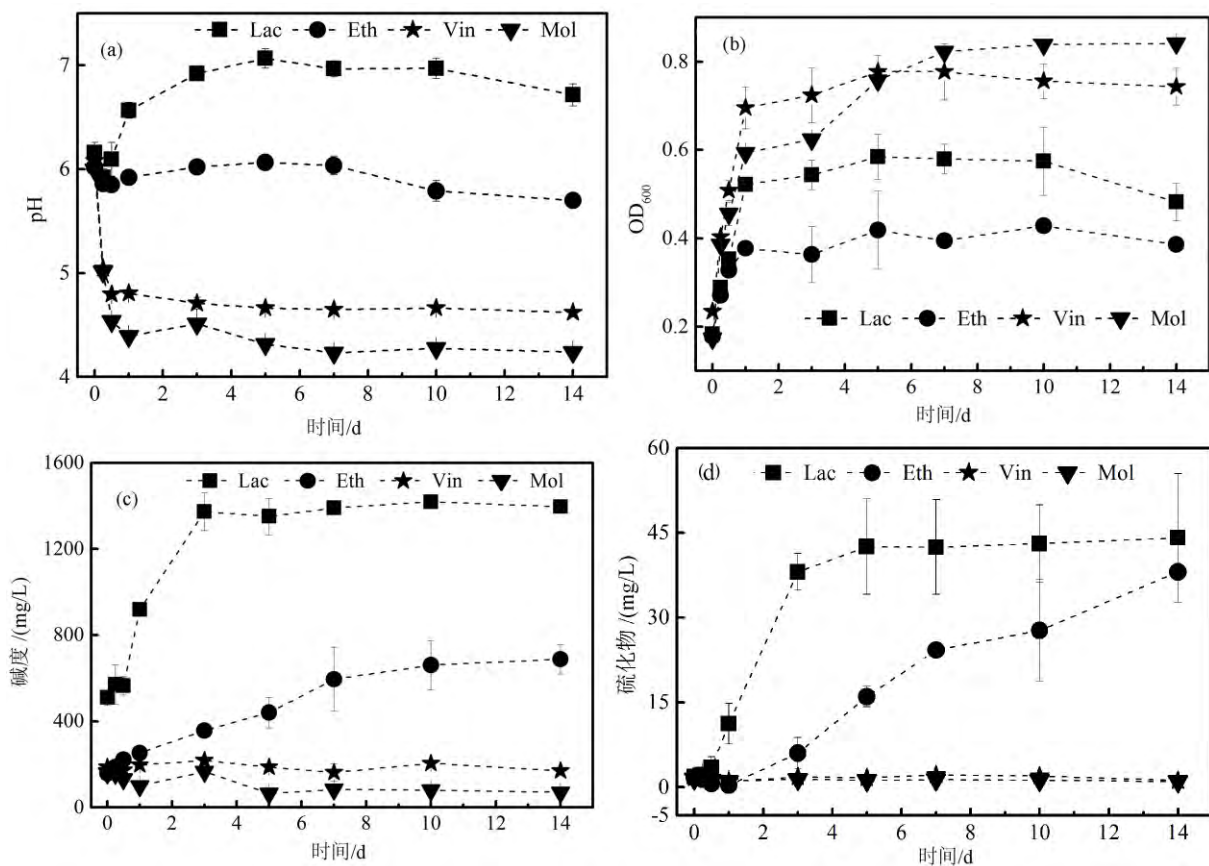 (a)
Lac Eth Vin Mol
7
6
5
4
pH
0 2 4 6 8 10 12 14
时间/d
(b)
Lac Eth Vin Mol
0.8
0.6
0.4
0.2
OD600
0 2 4 6 8 10 12 14
时间/d
(c)
Lac Eth Vin Mol
1600
1200
800
400
0
碱度 /(mg/L)
0 2 4 6 8 10 12 14
时间/d
(d)
Lac Eth Vin Mol
60
45
30
15
0
-5
硫化物 /(mg/L)
0 2 4 6 8 10 12 14
时间/d